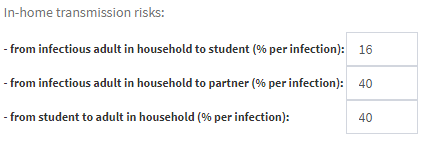 In-home transmission risks:
- from infectious adult in household to student (% per infection): 16
- from infectious adult in household to partner (% per infection): 40
- from student to adult in household (% per infection): 40